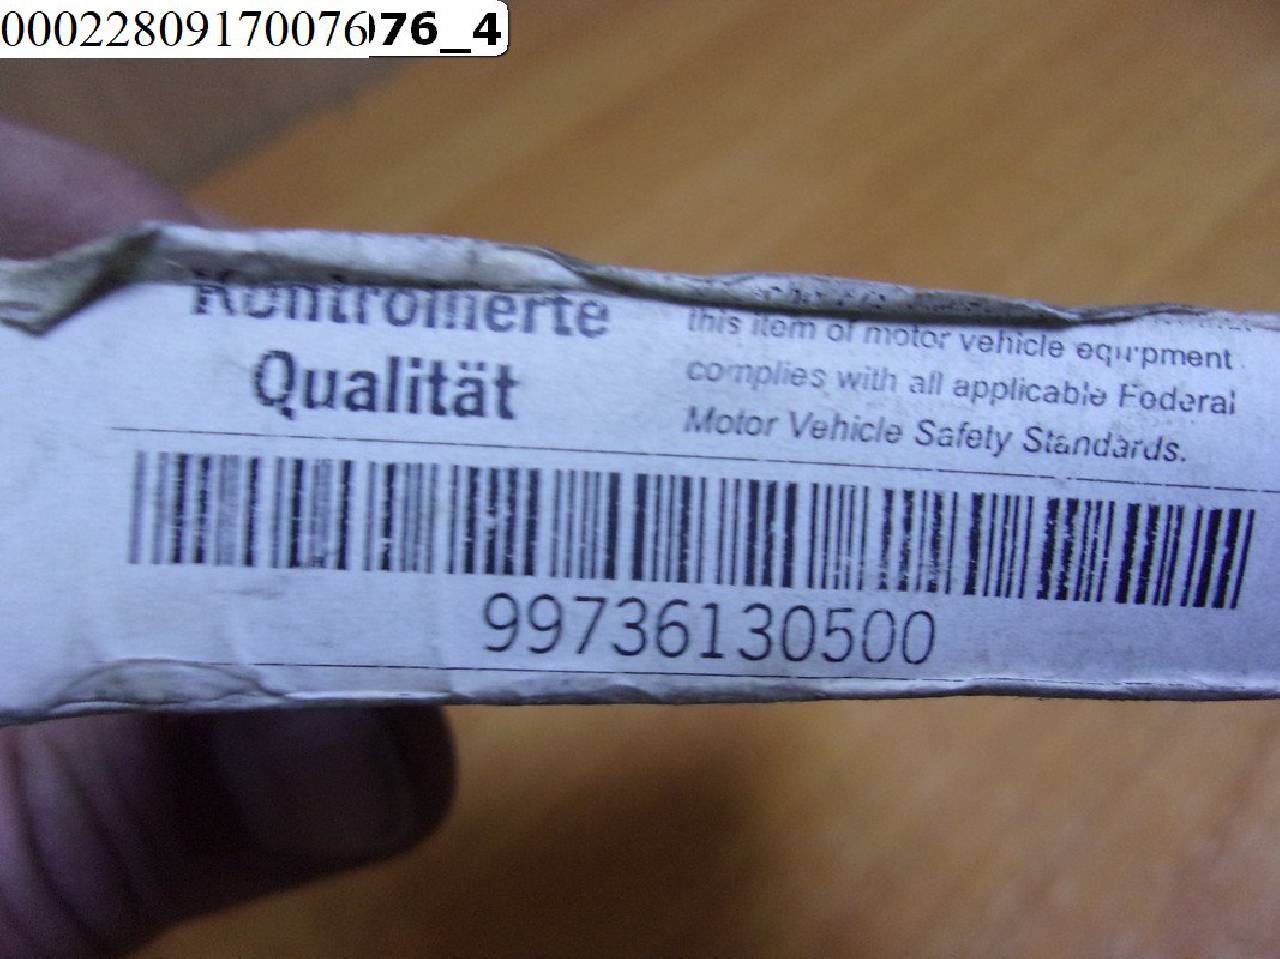 00022809170076076_4
Kontrollierte
Qualität
this item of motor vehicle equipment
complies with all applicable Federal
Motor Vehicle Safety Standards.
99736130500